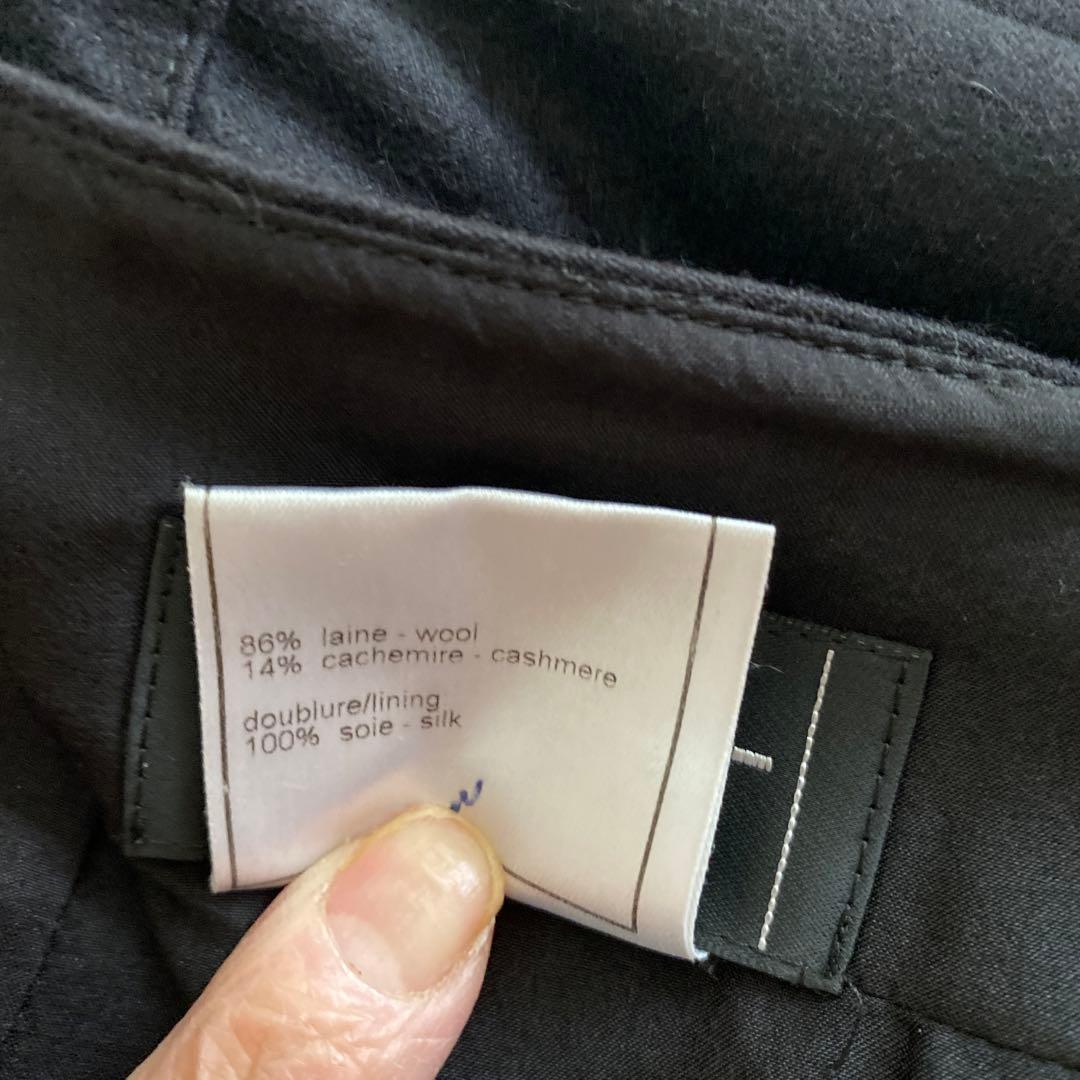 86% laine - wool
14% cachemire - cashmere
doublure/lining
100% soie - silk